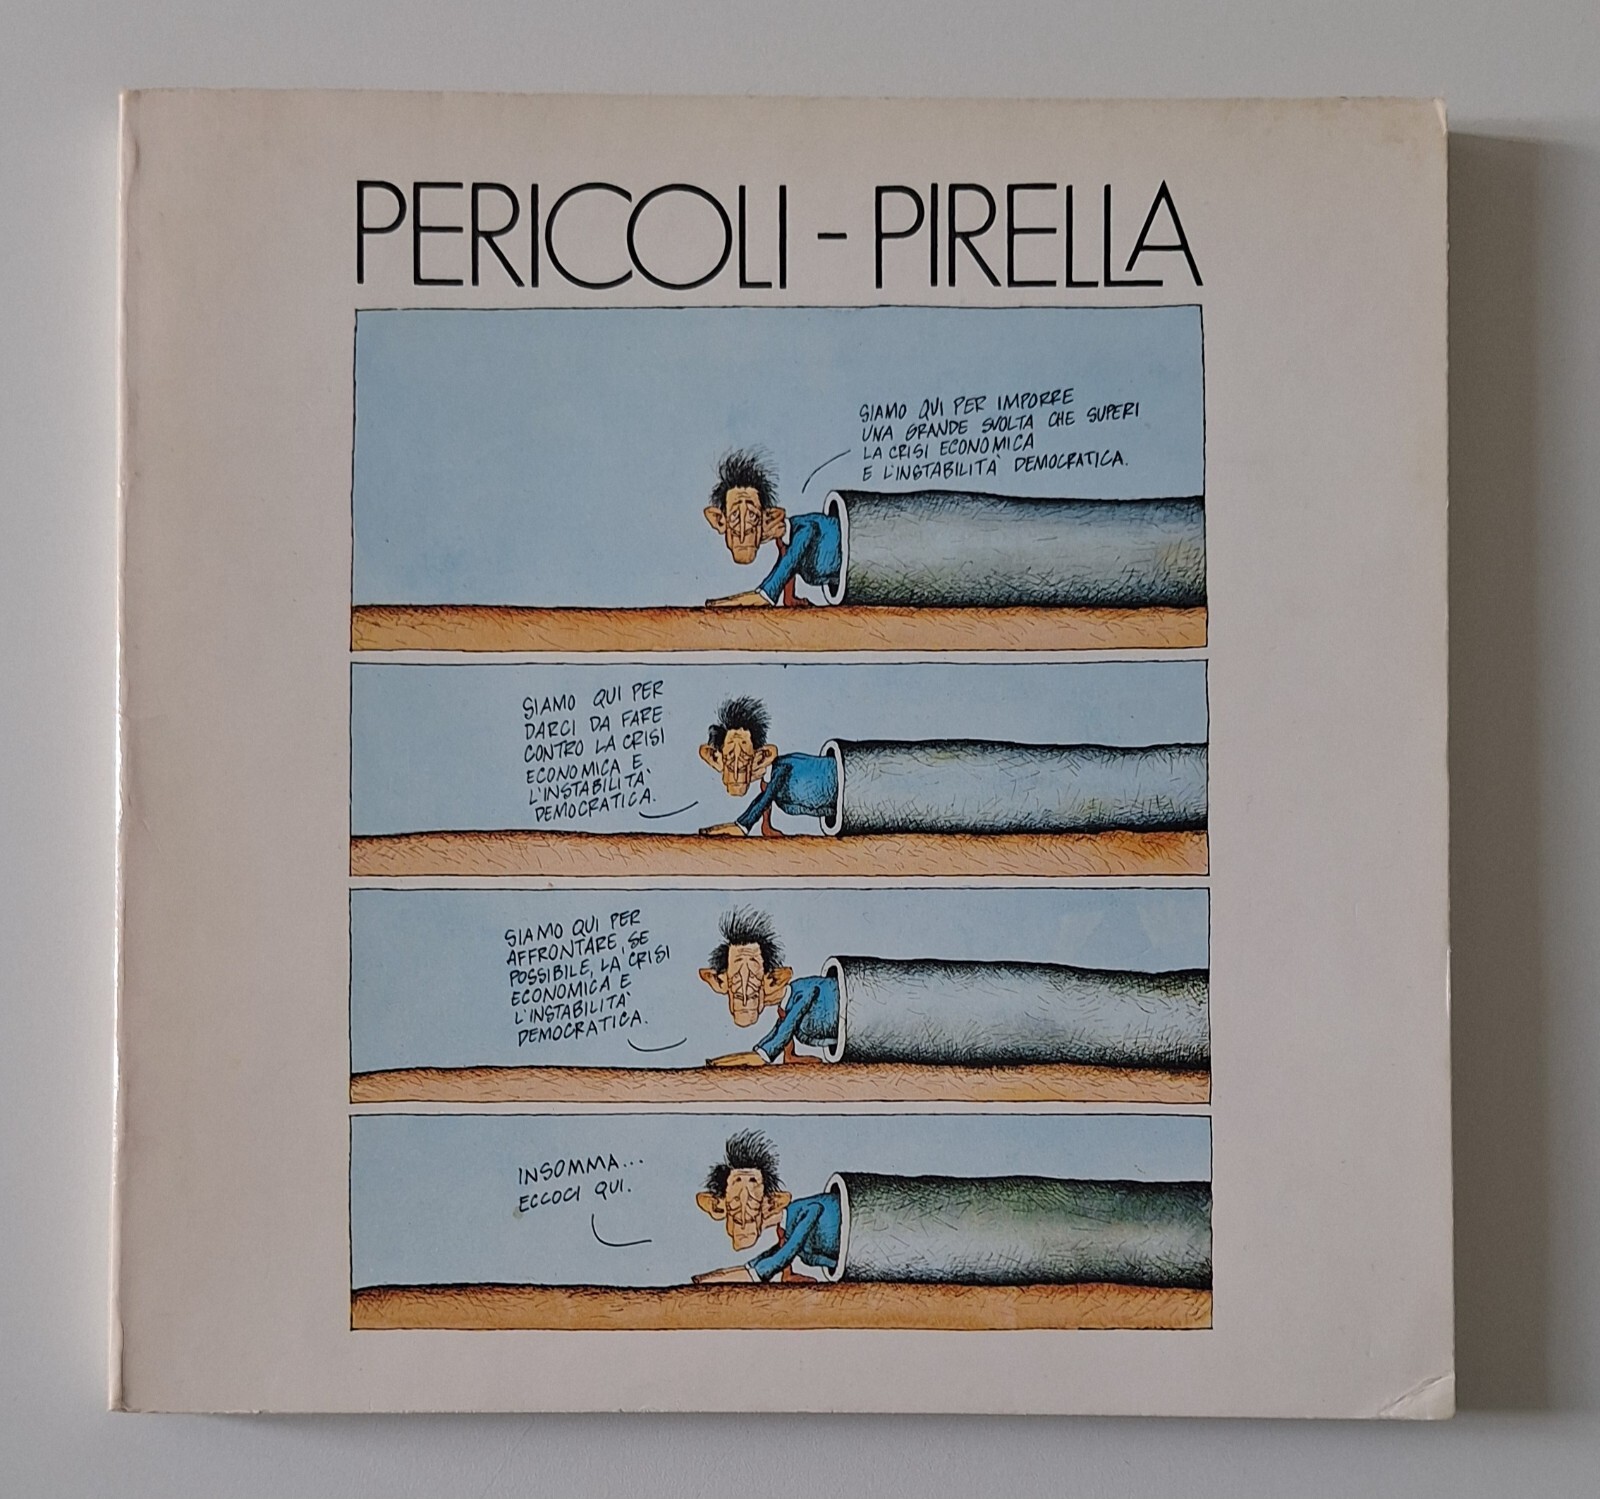 PERICOLI - PIRELLA
SIAMO QUI PER IMPORRE
UNA GRANDE SVOLTA CHE SUPERI
LA CRISI ECONOMICA
E L'INSTABILITÀ DEMOCRATICA.
SIAMO QUI PER
DARCI DA FARE
CONTRO LA CRISI
ECONOMICA E
L'INSTABILITÀ
DEMOCRATICA.
SIAMO QUI PER
AFFRONTARE, SE
POSSIBILE, LA CRISI
ECONOMICA E
L'INSTABILITÀ
DEMOCRATICA.
INSOMMA...
ECCOCI QUI.